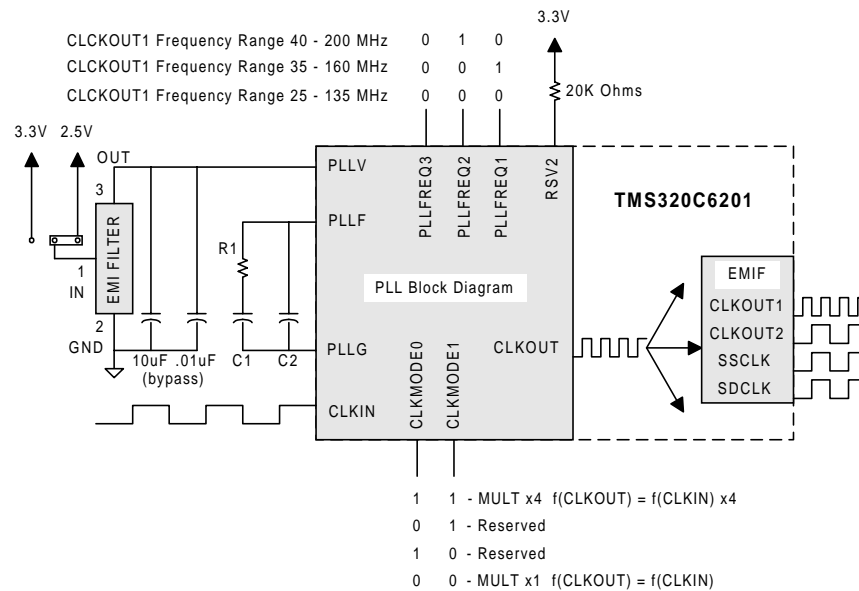 3.3V
CLCKOUT1 Frequency Range 40 - 200 MHz 0 1 0
CLCKOUT1 Frequency Range 35 - 160 MHz 0 0 1
CLCKOUT1 Frequency Range 25 - 135 MHz 0 0 0
20K Ohms
3.3V 2.5V
OUT
3
EMI FILTER
1
IN
2
GND
10uF .01uF
(bypass)
R1
C1 C2
PLLV
PLLF
PLLG
CLKIN
PLLFREQ3
PLLFREQ2
PLLFREQ1
RSV2
PLL Block Diagram
CLKMODE0
CLKMODE1
CLKOUT
TMS320C6201
EMIF
CLKOUT1
CLKOUT2
SSCLK
SDCLK
1 1 - MULT x4 f(CLKOUT) = f(CLKIN) x4
0 1 - Reserved
1 0 - Reserved
0 0 - MULT x1 f(CLKOUT) = f(CLKIN)